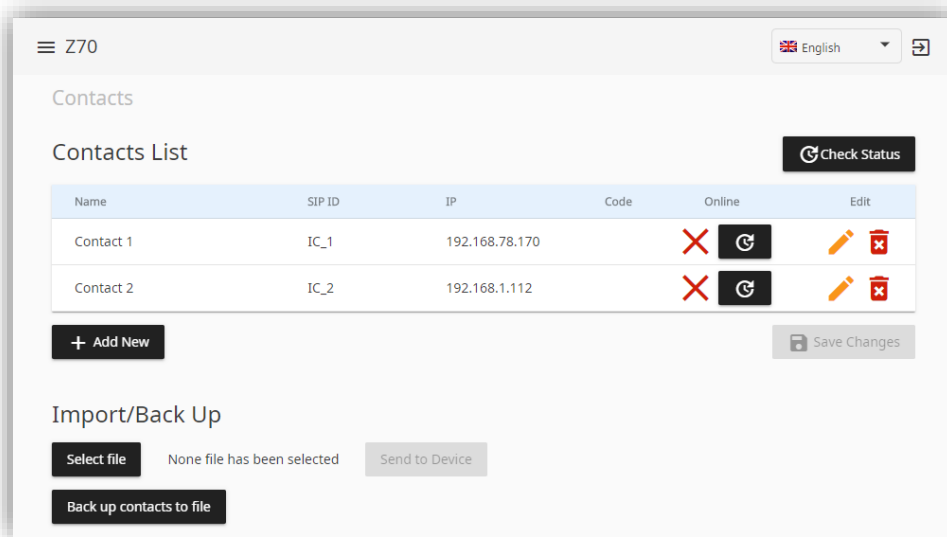 Z70
English
Contacts
Contacts List
Check Status
Name SIP ID IP Code Online Edit
Contact 1 IC_1 192.168.78.170
Contact 2 IC_2 192.168.1.112
+ Add New
Save Changes
Import/Back Up
Select file None file has been selected Send to Device
Back up contacts to file